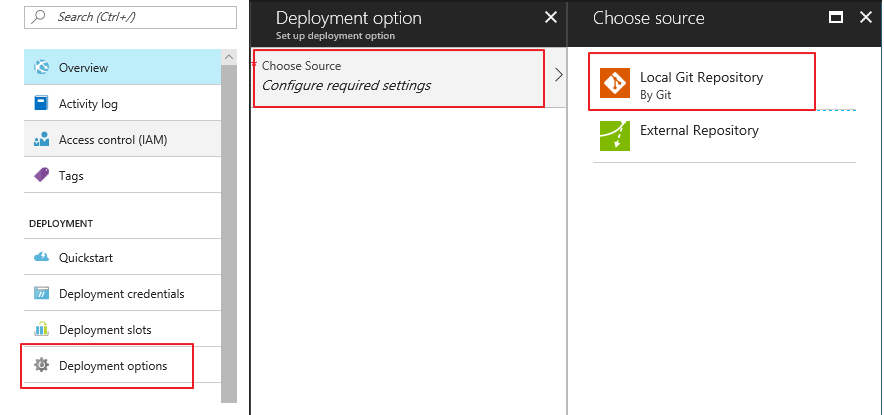 Search (Ctrl+/)
Overview
Activity log
Access control (IAM)
Tags
DEPLOYMENT
Quickstart
Deployment credentials
Deployment slots
Deployment options
Deployment option
Set up deployment option
* Choose Source
Configure required settings
Choose source
Local Git Repository
By Git
External Repository